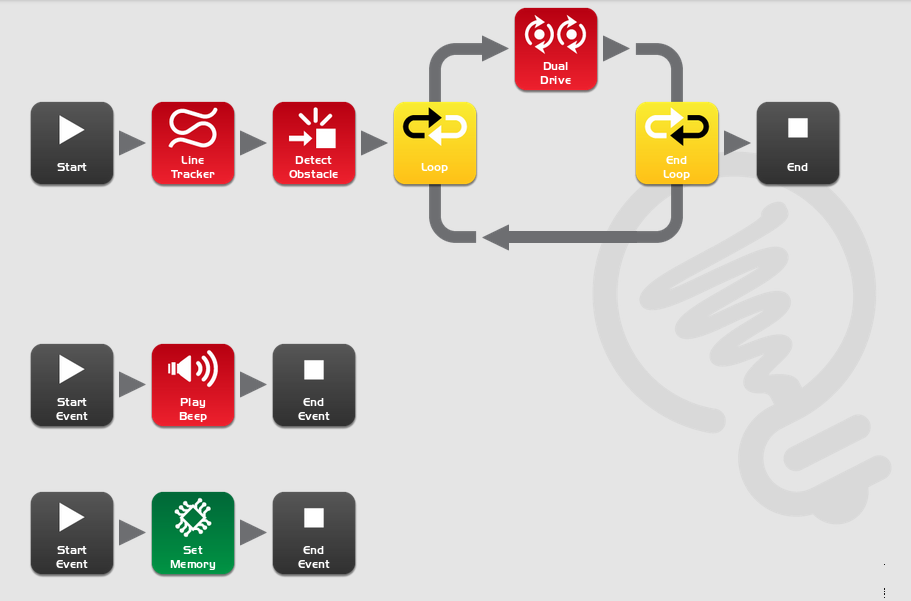 Dual
Drive
Start
Line
Tracker
Detect
Obstacle
Loop
End
Loop
End
Start
Event
Play
Beep
End
Event
Start
Event
Set
Memory
End
Event